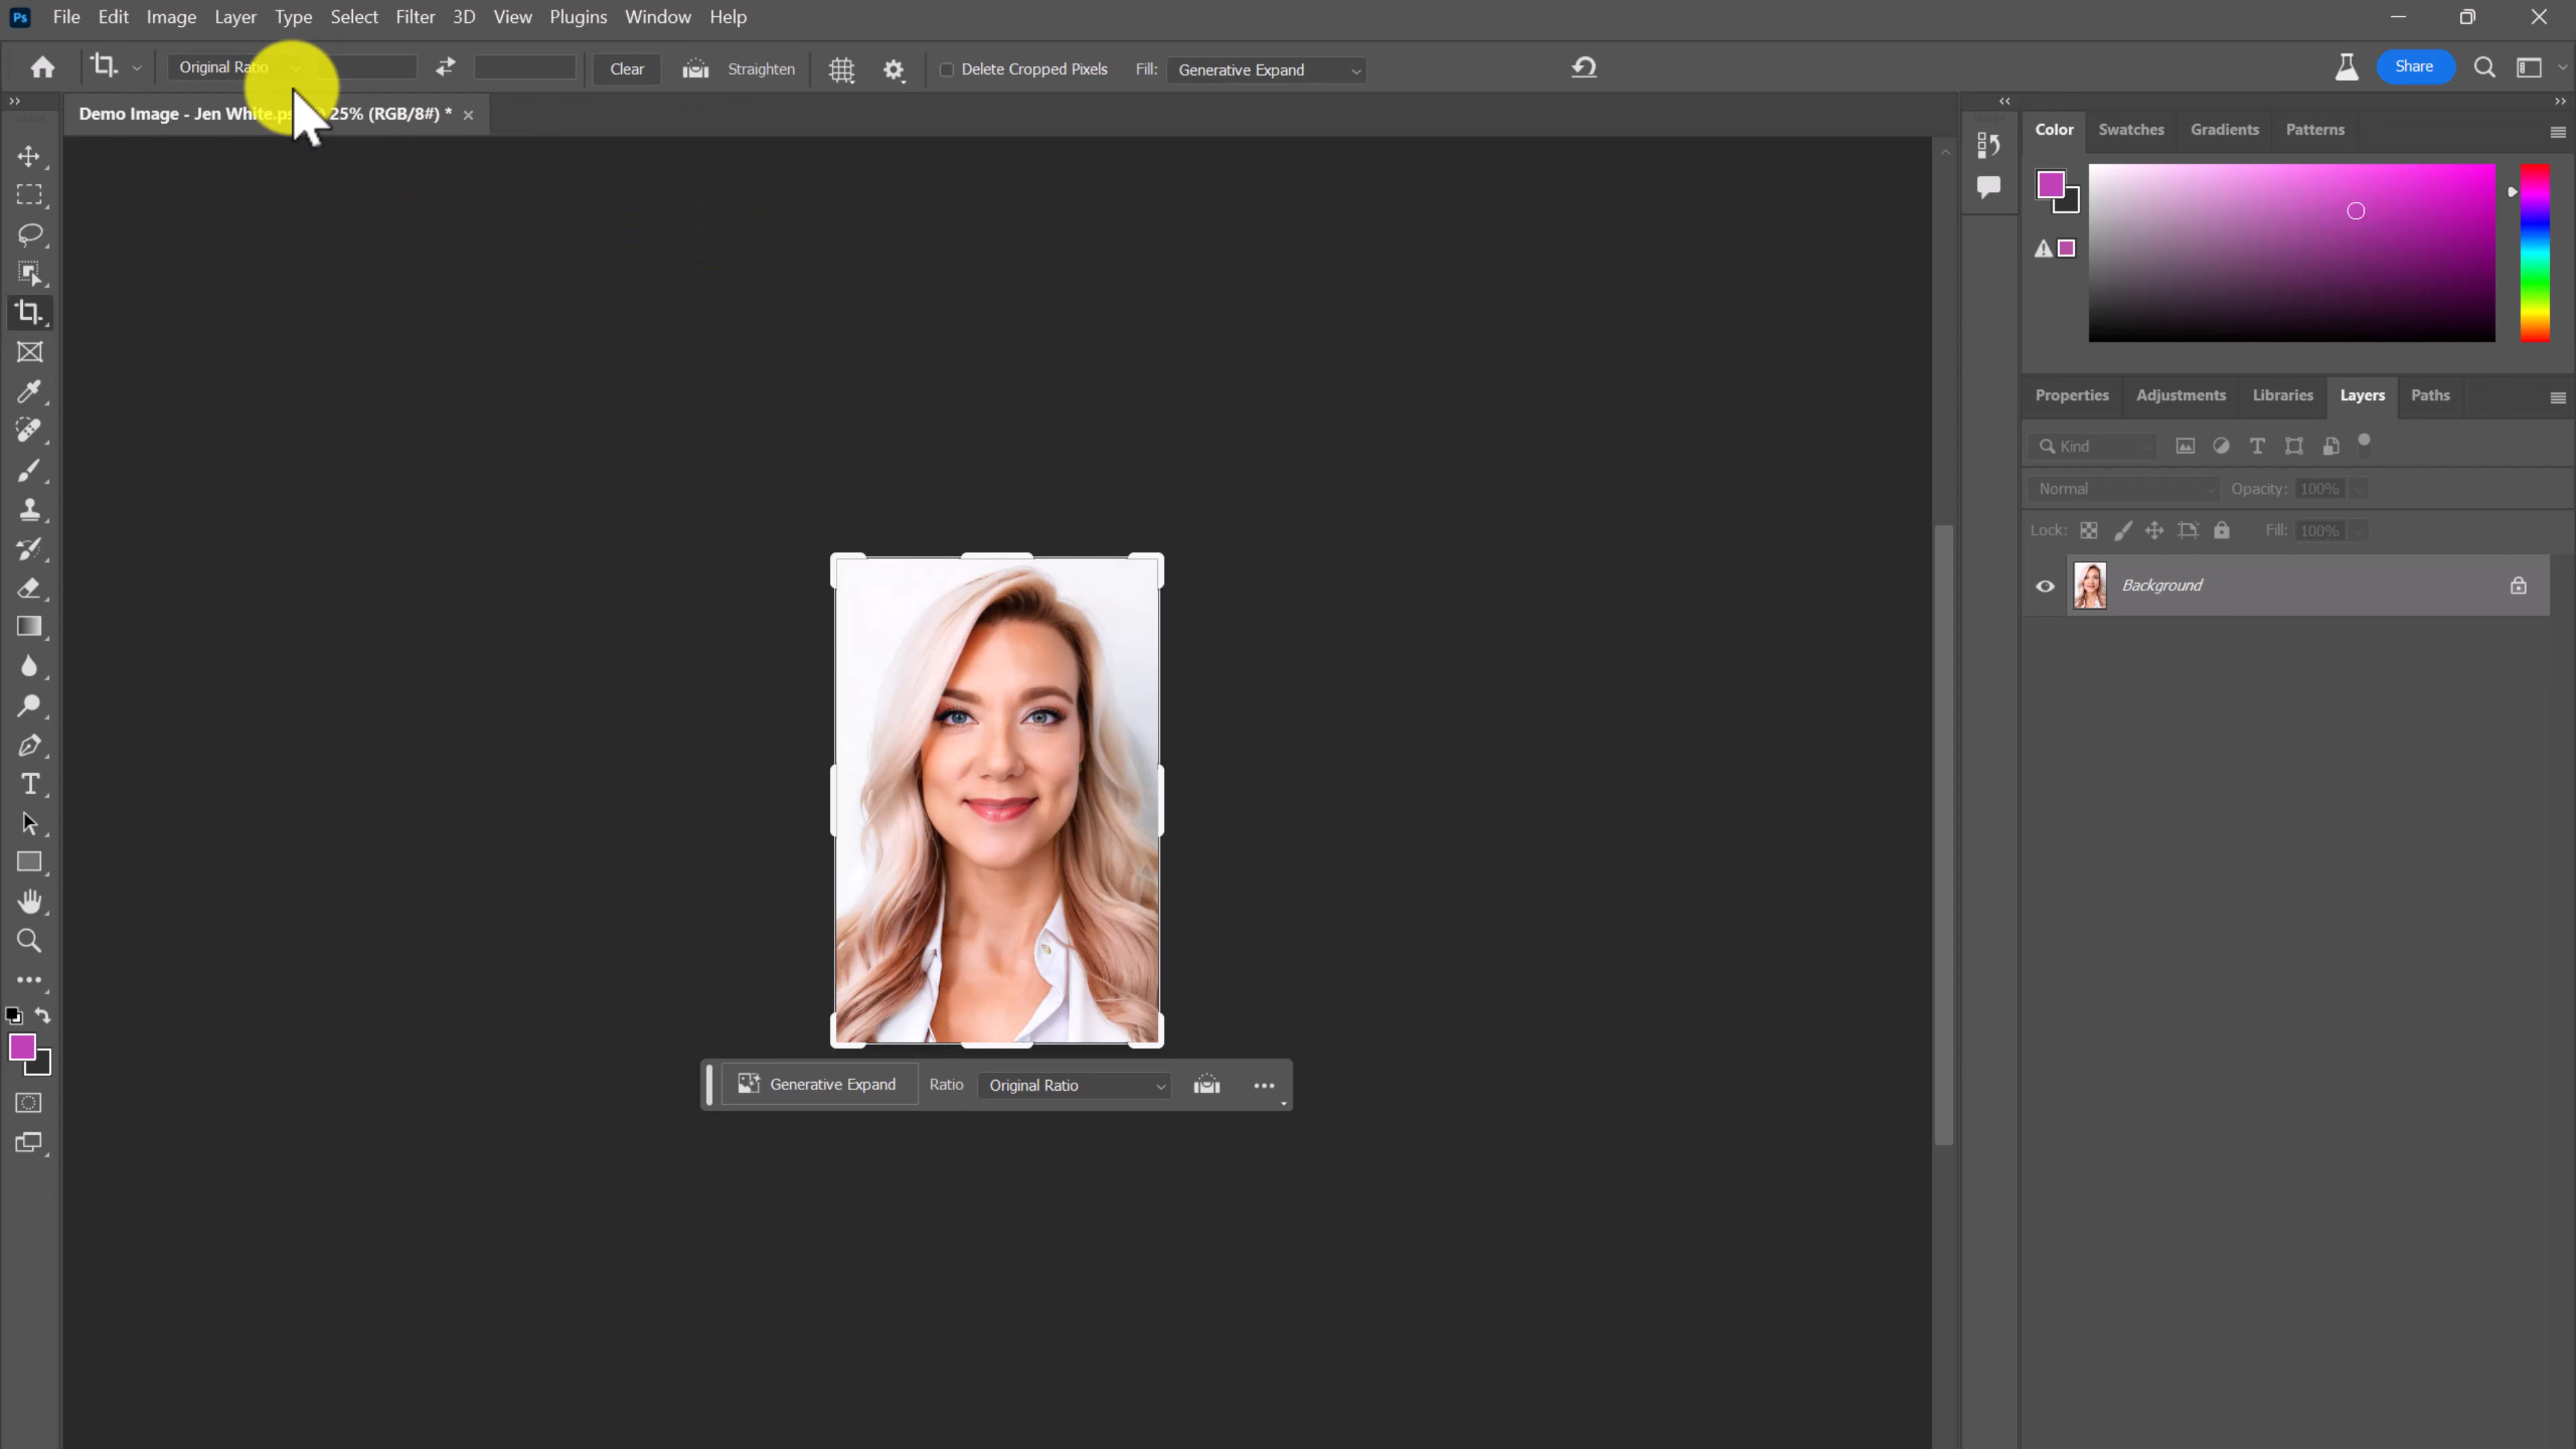 Ps File Edit Image Layer Type Select Filter 3D View Plugins Window Help
Original Ratio Clear Straighten Delete Cropped Pixels Fill: Generative Expand Share
Demo Image - Jen White.ps 25% (RGB/8#) *
Color Swatches Gradients Patterns
Properties Adjustments Libraries Layers Paths
Kind
Normal Opacity: 100%
Lock: Fill: 100%
Background
Generative Expand Ratio Original Ratio